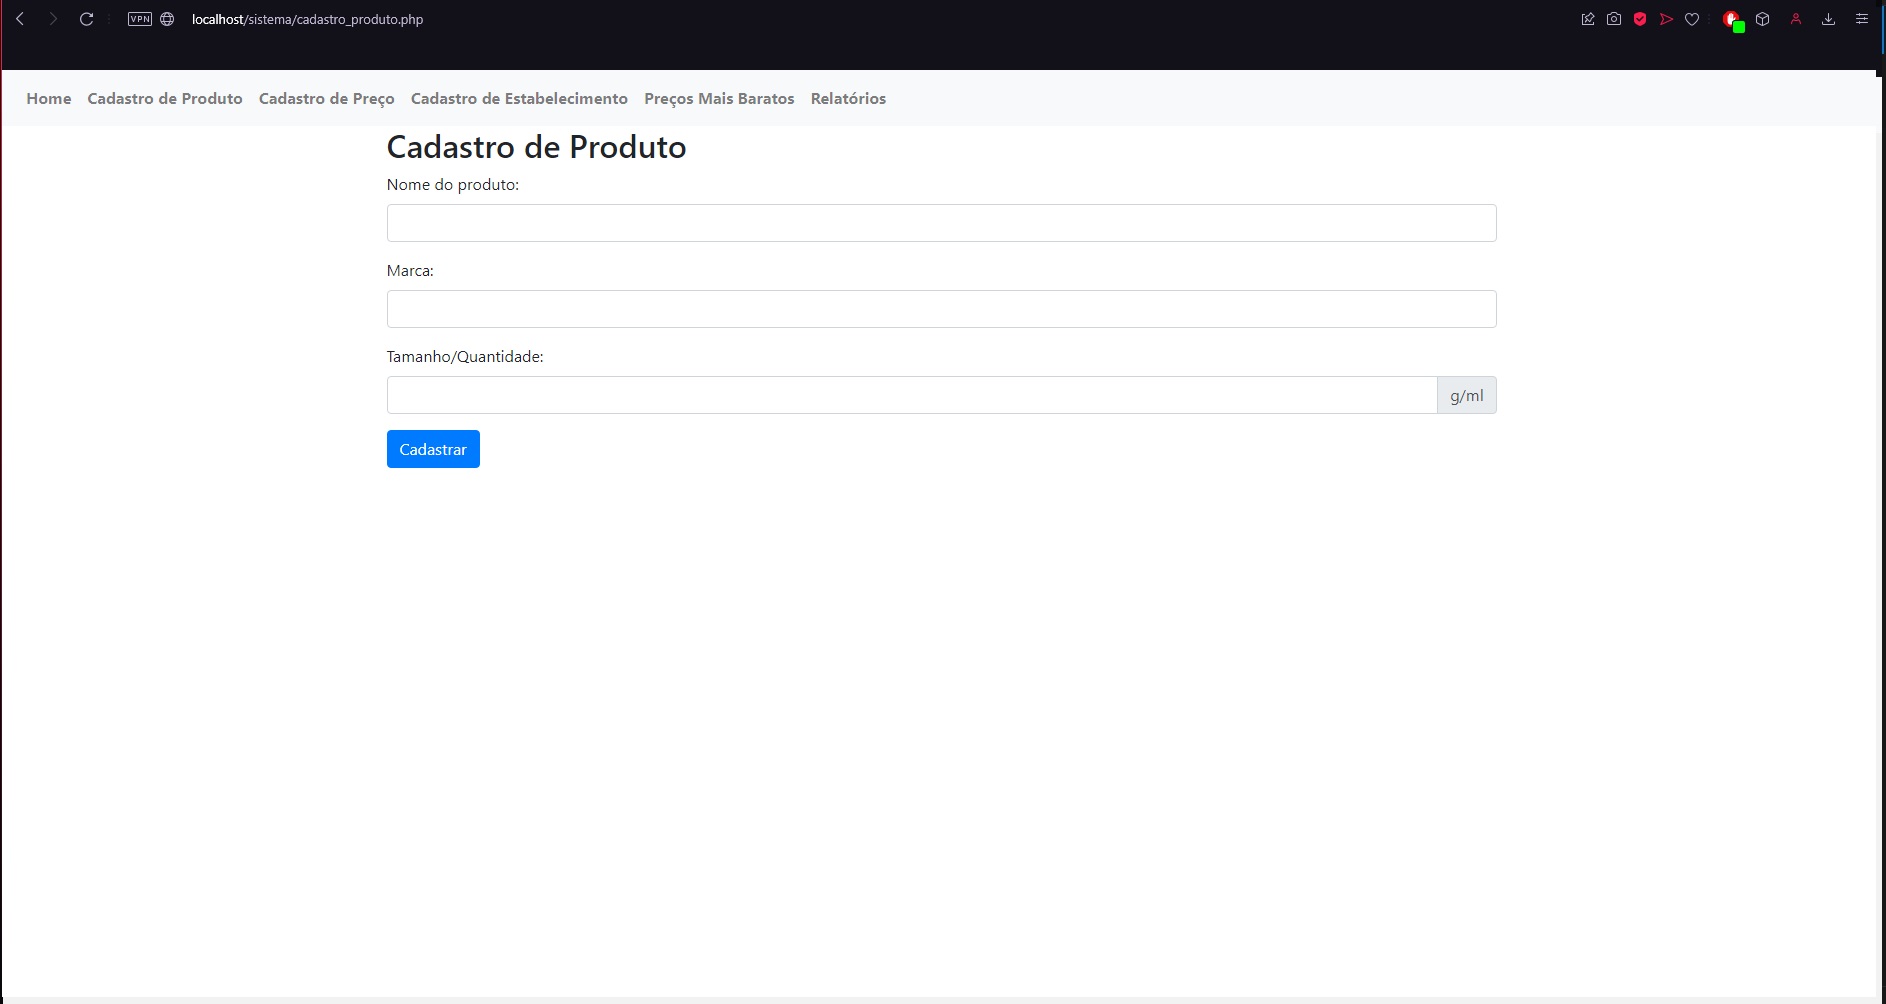 VPN localhost/sistema/cadastro_produto.php
Home Cadastro de Produto Cadastro de Preço Cadastro de Estabelecimento Preços Mais Baratos Relatórios
Cadastro de Produto
Nome do produto:
Marca:
Tamanho/Quantidade:
g/ml
Cadastrar